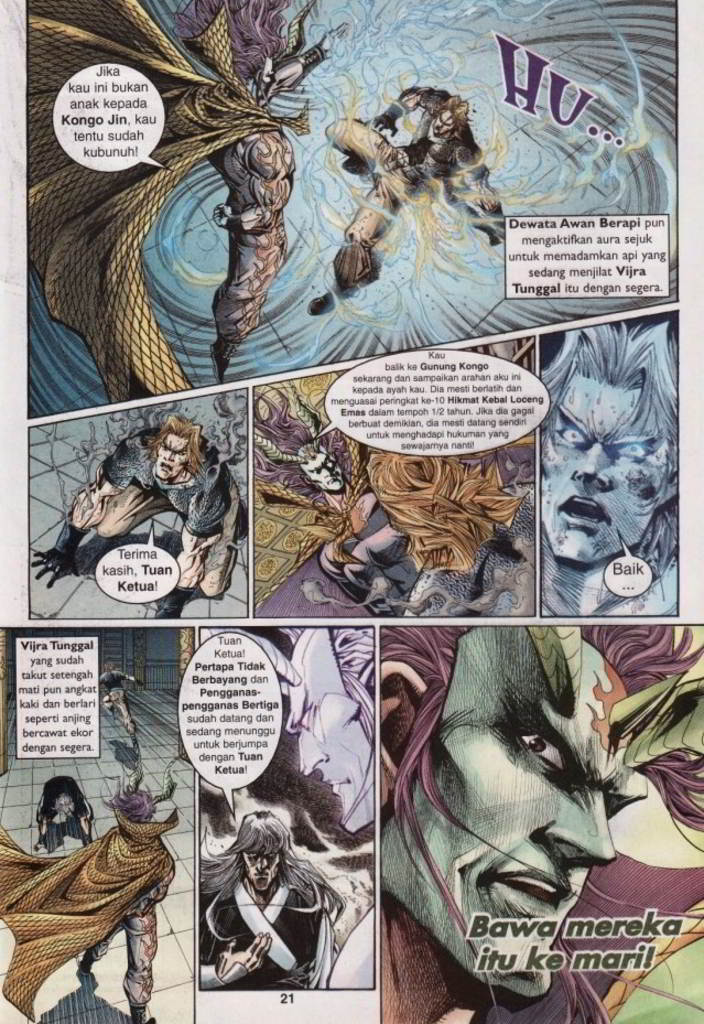 Jika
kau ini bukan
anak kepada
Kongo Jin, kau
tentu sudah
kubunuh!
HU...
Dewata Awan Berapi pun
mengaktifkan aura sejuk
untuk memadamkan api yang
sedang menjilat Vijra
Tunggal itu dengan segera.
Terima
kasih, Tuan
Ketua!
Kau
balik ke Gunung Kongo
sekarang dan sampaikan arahan aku ini
kepada ayah kau. Dia mesti berlatih dan
menguasai peringkat ke-10 Hikmat Kebal Loceng
Emas dalam tempoh 1/2 tahun. Jika dia gagal
berbuat demikian, dia mesti datang sendiri
untuk menghadapi hukuman yang
sewajarnya nanti!
Baik
...
Vijra Tunggal
yang sudah
takut setengah
mati pun angkat
kaki dan berlari
seperti anjing
bercawat ekor
dengan segera.
Tuan
Ketua!
Pertapa Tidak
Berbayang dan
Pengganas-
pengganas Bertiga
sudah datang dan
sedang menunggu
untuk berjumpa
dengan Tuan
Ketua!
Bawa mereka
itu ke mari!
21